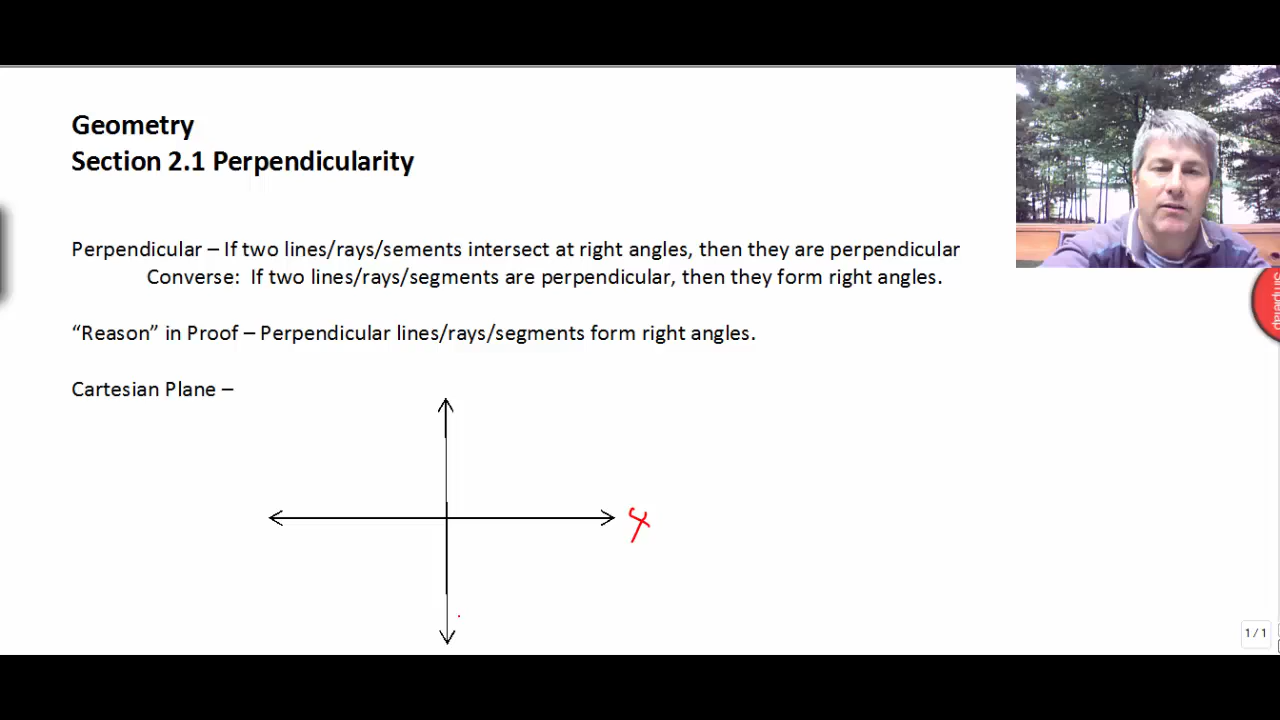 Geometry
Section 2.1 Perpendicularity
Perpendicular – If two lines/rays/sements intersect at right angles, then they are perpendicular
Converse: If two lines/rays/segments are perpendicular, then they form right angles.
“Reason” in Proof – Perpendicular lines/rays/segments form right angles.
Cartesian Plane –
x
1 / 1